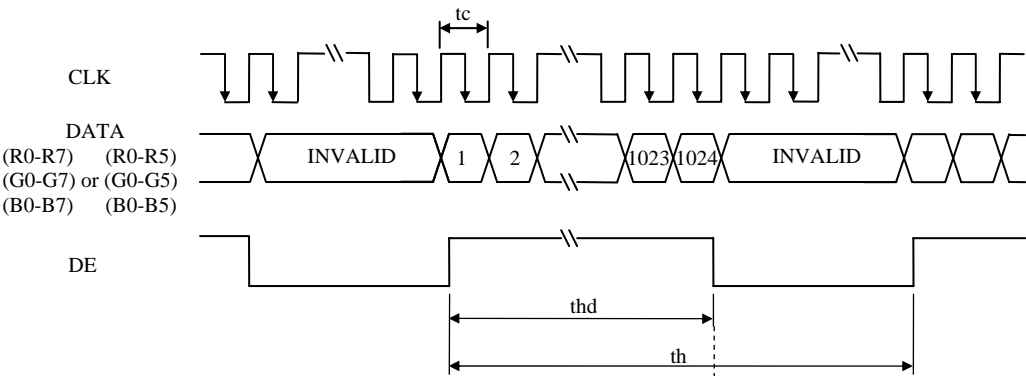 tc
CLK
DATA
(R0-R7) (R0-R5)
(G0-G7) or (G0-G5)
(B0-B7) (B0-B5)
INVALID 1 2 1023 1024 INVALID
DE
thd
th